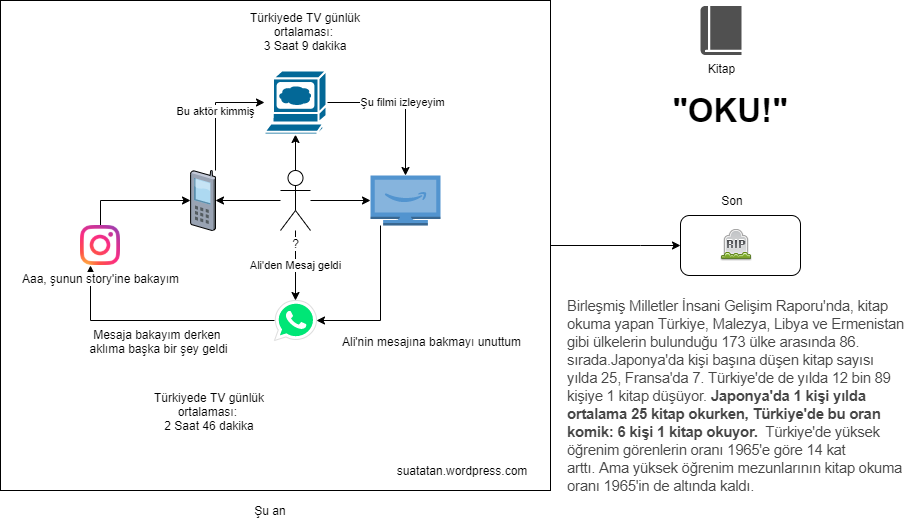 Türkiyede TV günlük
ortalaması:
3 Saat 9 dakika
Bu aktör kimmiş
Şu filmi izleyeyim
?
Ali'den Mesaj geldi
Aaa, şunun story'ine bakayım
Mesaja bakayım derken
aklıma başka bir şey geldi
Ali'nin mesajına bakmayı unuttum
Türkiyede TV günlük
ortalaması:
2 Saat 46 dakika
suatatan.wordpress.com
Şu an
Kitap
"OKU!"
Son
RIP
Birleşmiş Milletler İnsani Gelişim Raporu'nda, kitap
okuma yapan Türkiye, Malezya, Libya ve Ermenistan
gibi ülkelerin bulunduğu 173 ülke arasında 86.
sırada.Japonya'da kişi başına düşen kitap sayısı
yılda 25, Fransa'da 7. Türkiye'de de yılda 12 bin 89
kişiye 1 kitap düşüyor. Japonya'da 1 kişi yılda
ortalama 25 kitap okurken, Türkiye'de bu oran
komik: 6 kişi 1 kitap okuyor. Türkiye'de yüksek
öğrenim görenlerin oranı 1965'e göre 14 kat
arttı. Ama yüksek öğrenim mezunlarının kitap okuma
oranı 1965'in de altında kaldı.